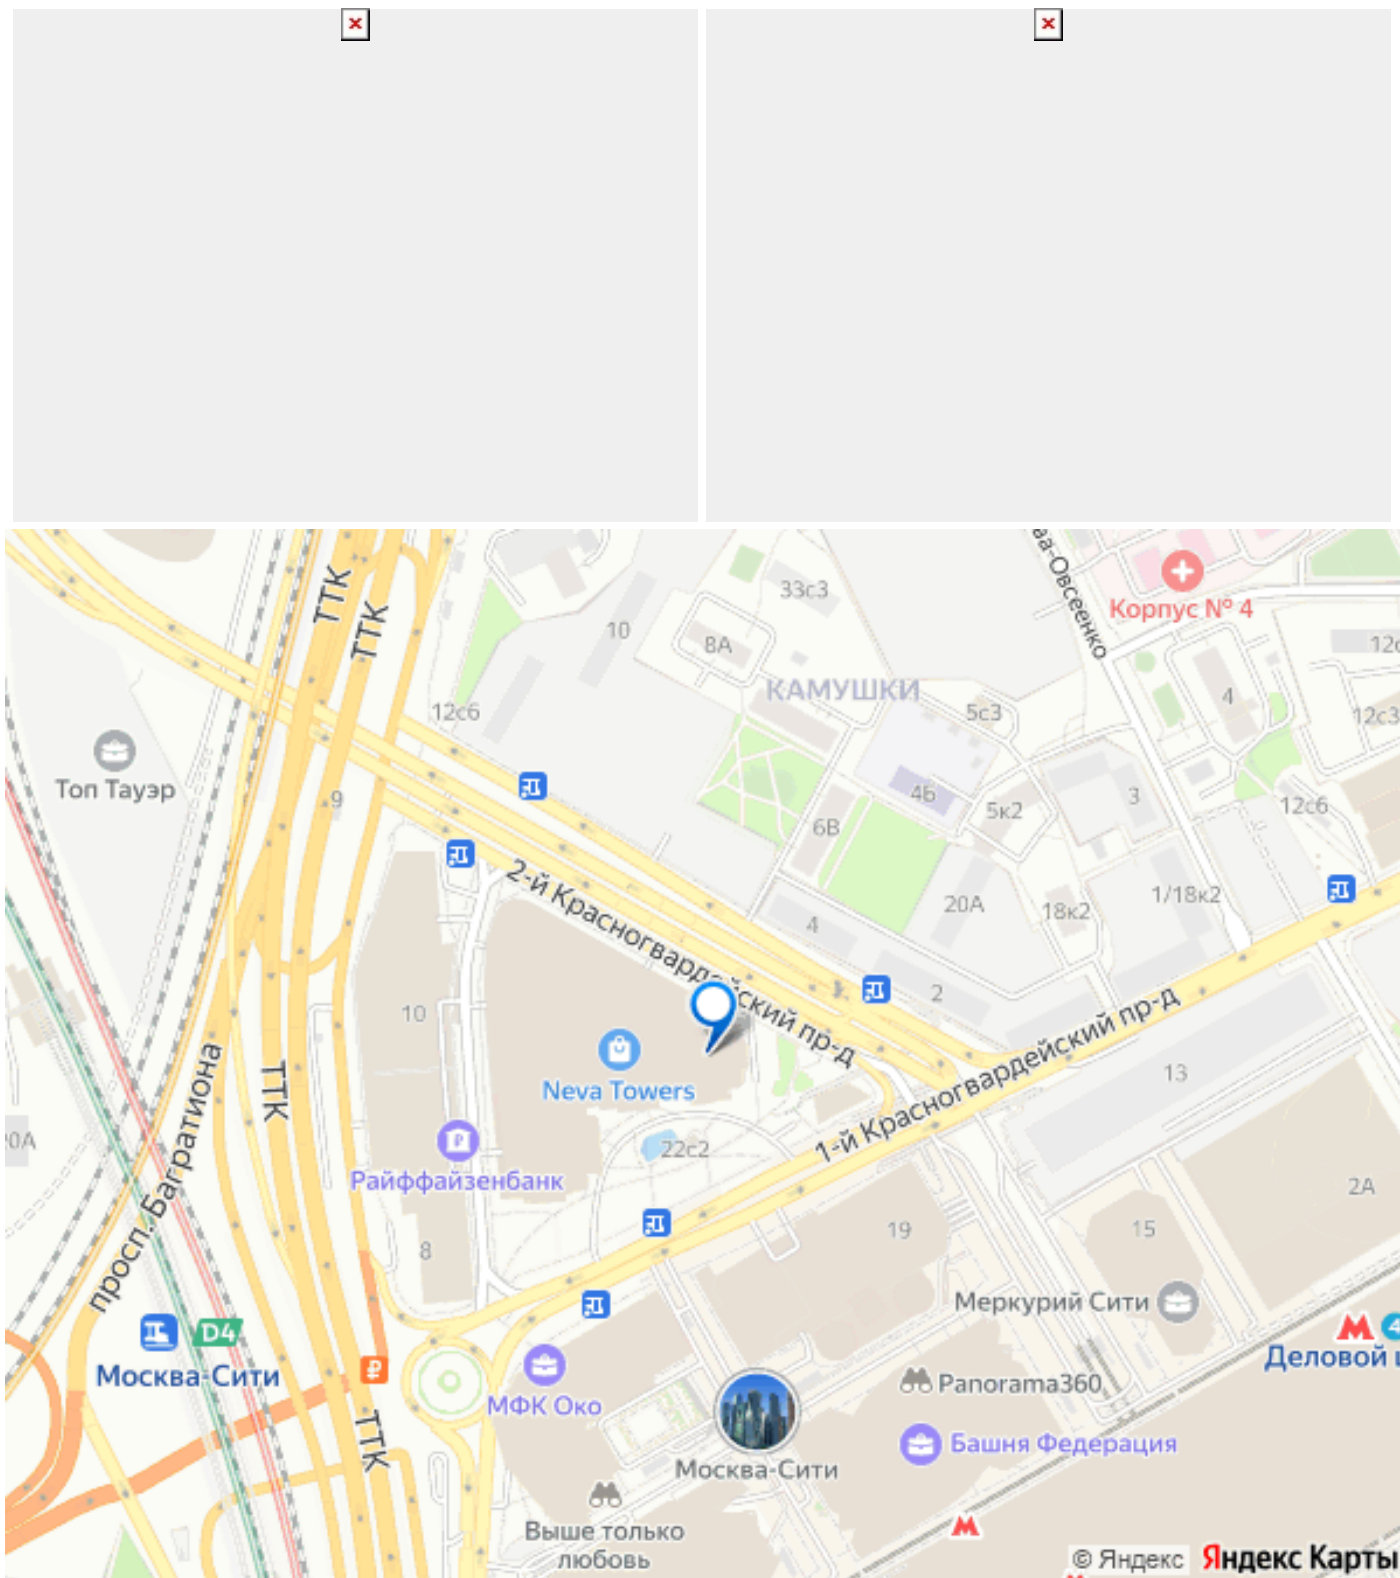 ТТК
ТТК
33с3
Корпус № 4
10
8А
КАМУШКИ
4
12с6
5с3
12с3
Топ Тауэр
9
4Б
3
12с6
6В
5к2
2-й Красногвардейский пр-д
20А
18к2
1/18к2
4
10
2
Neva Towers
1-й Красногвардейский пр-д
13
просп. Багратиона
ТТК
22с2
Райффайзенбанк
2А
8
19
15
Меркурий Сити
D4
Москва-Сити
МФК Око
Panorama360
Деловой
Башня Федерация
ТТК
Москва-Сити
Выше только
любовь
© Яндекс Яндекс Карты